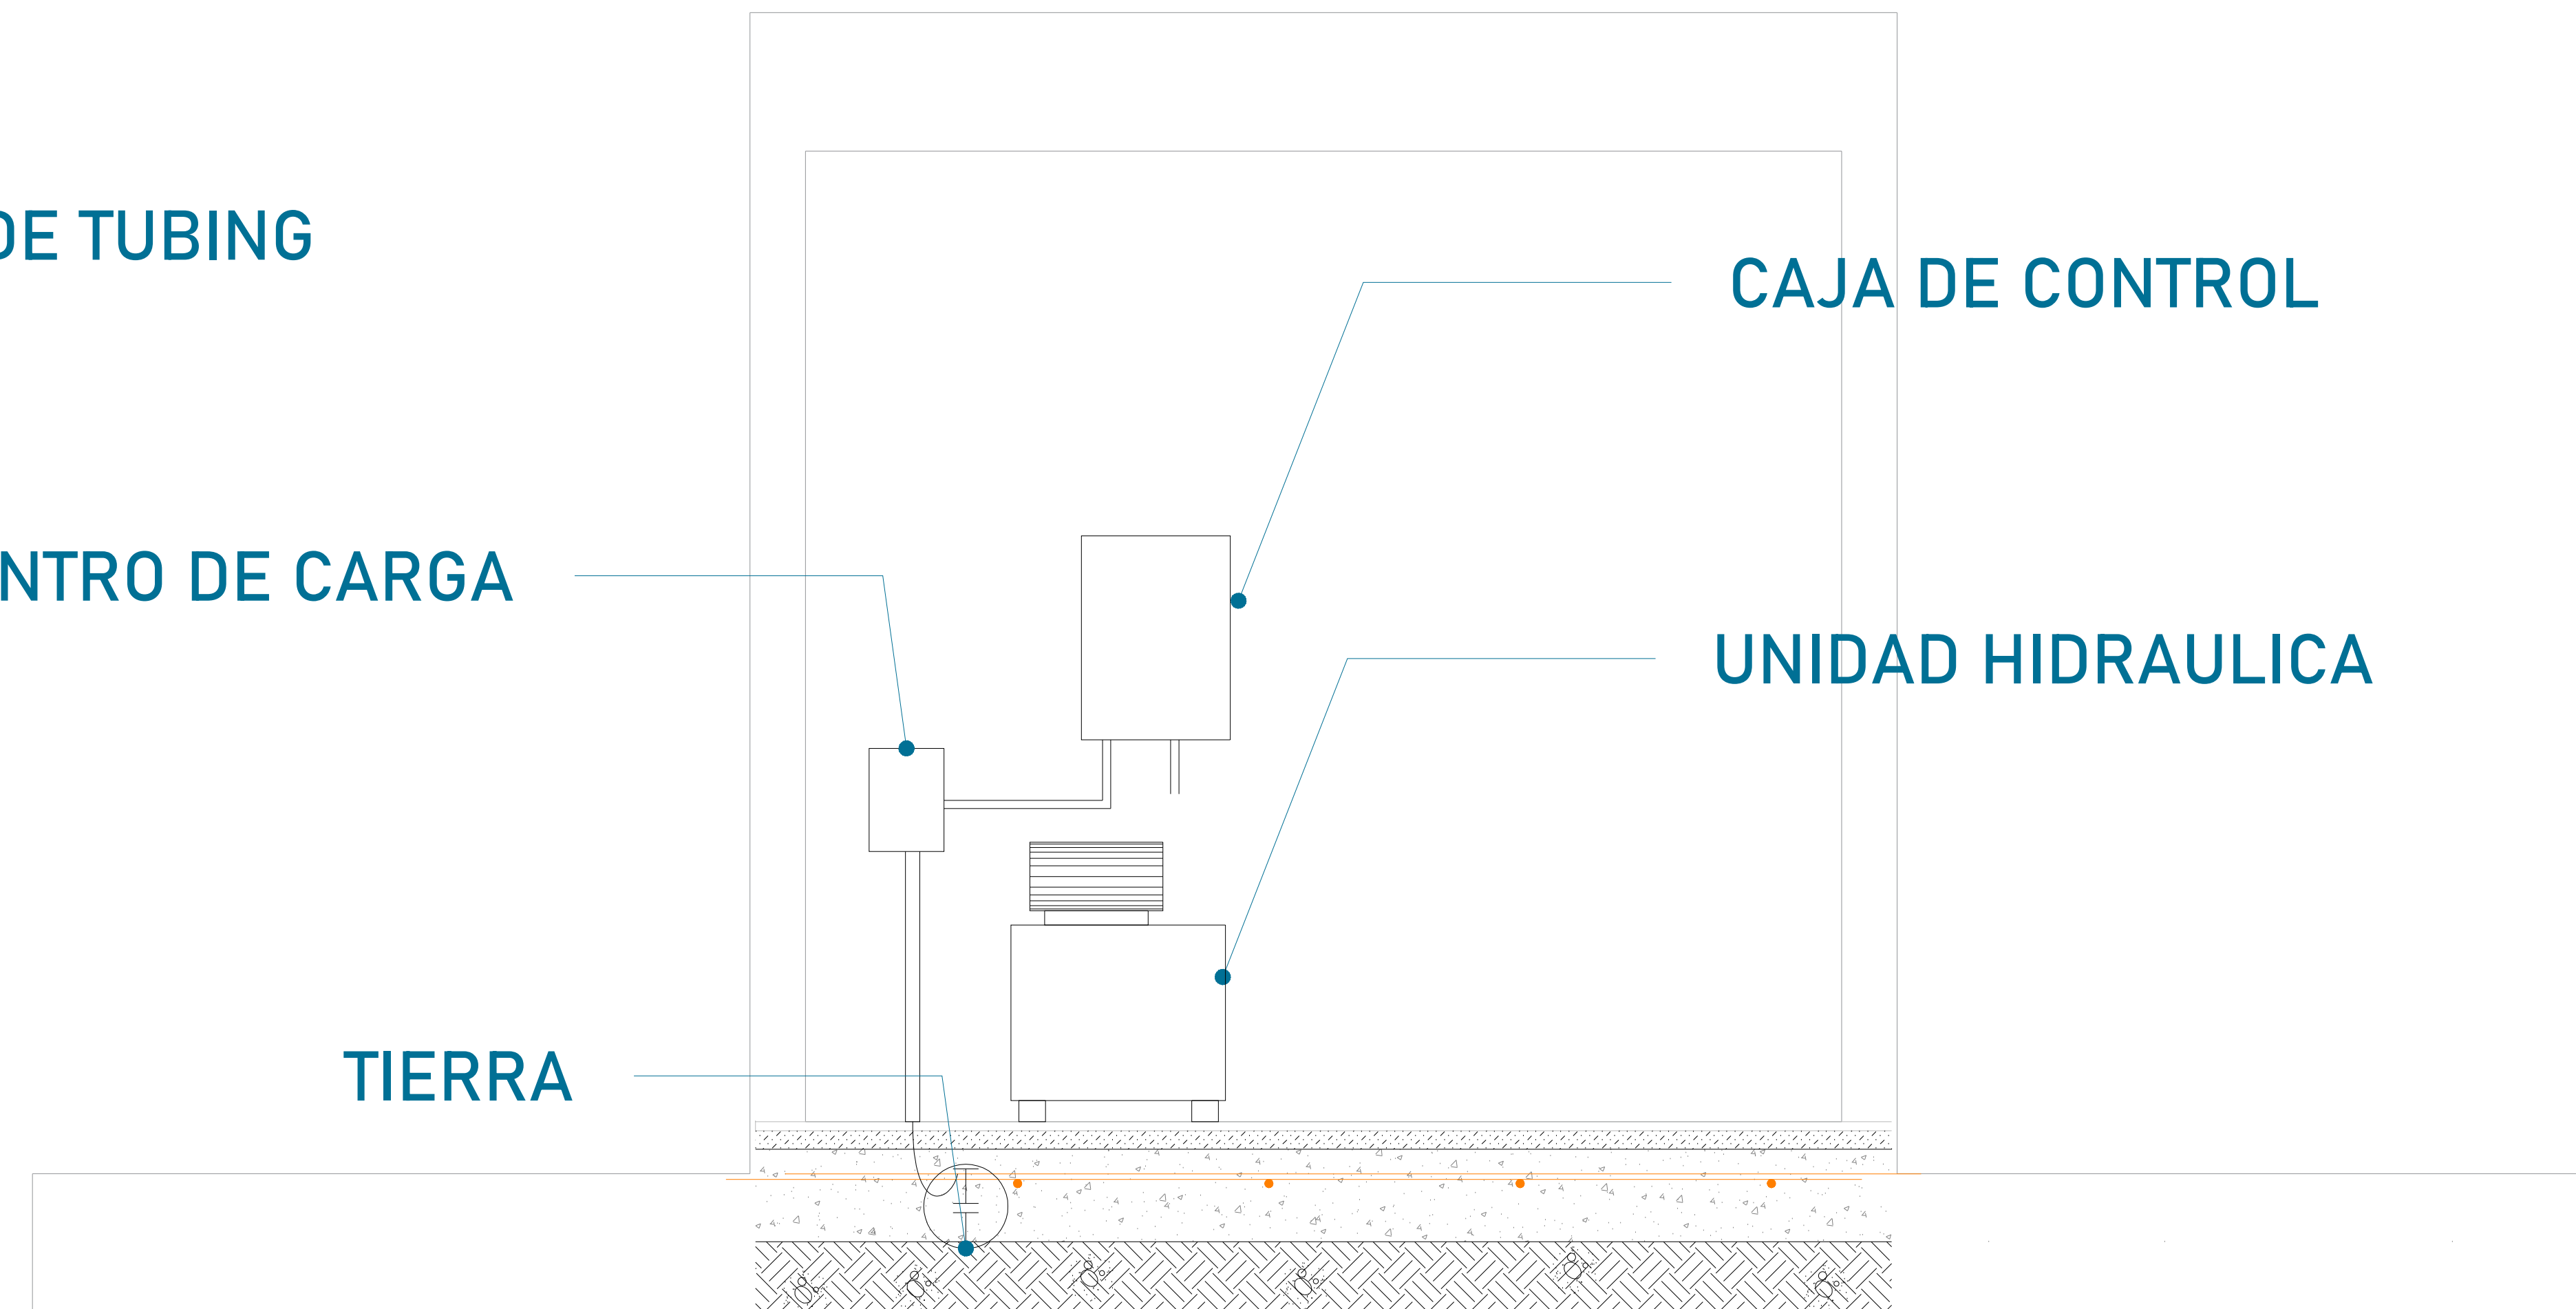 DE TUBING
CAJA DE CONTROL
NTRO DE CARGA
UNIDAD HIDRAULICA
TIERRA